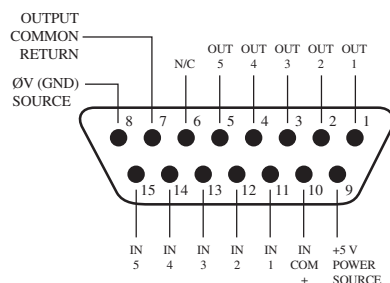 OUTPUT
COMMON
RETURN
ØV (GND)
SOURCE
N/C
OUT
5
OUT
4
OUT
3
OUT
2
OUT
1
8 7 6 5 4 3 2 1
15 14 13 12 11 10 9
IN
5
IN
4
IN
3
IN
2
IN
1
IN
COM
+
+5 V
POWER
SOURCE